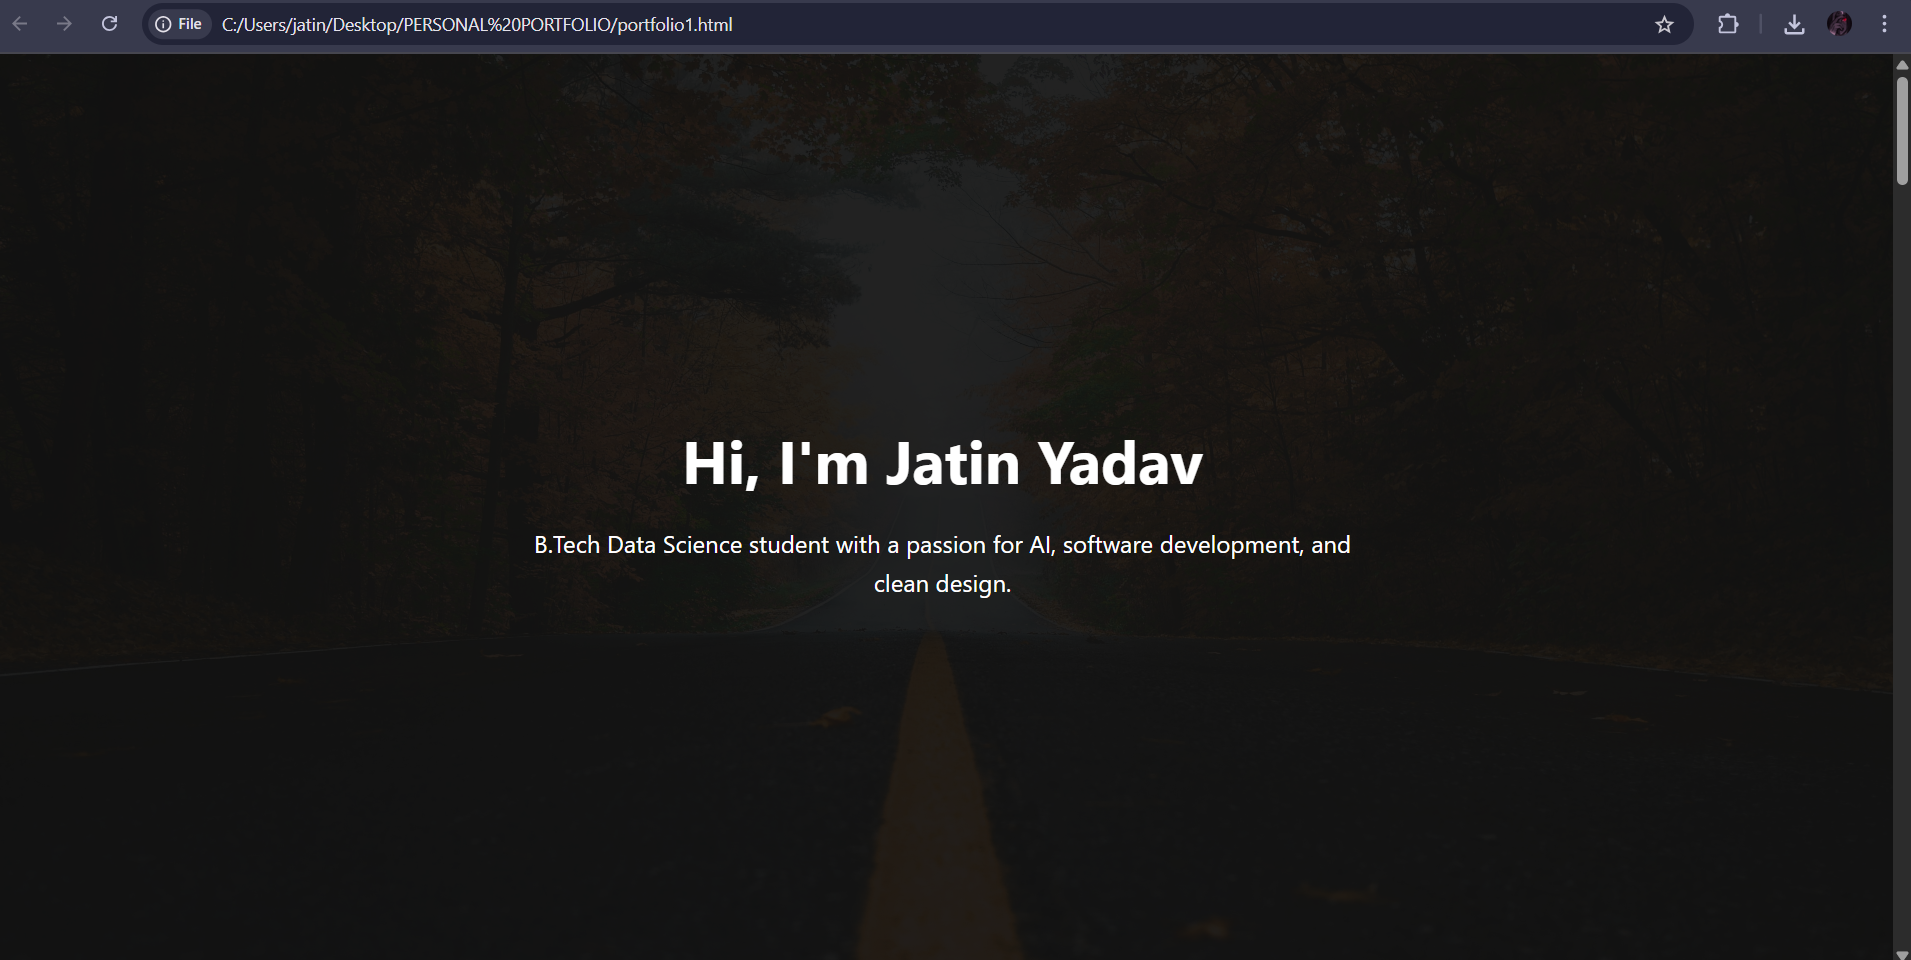 File C:/Users/jatin/Desktop/PERSONAL%20PORTFOLIO/portfolio1.html
Hi, I'm Jatin Yadav
B.Tech Data Science student with a passion for AI, software development, and
clean design.